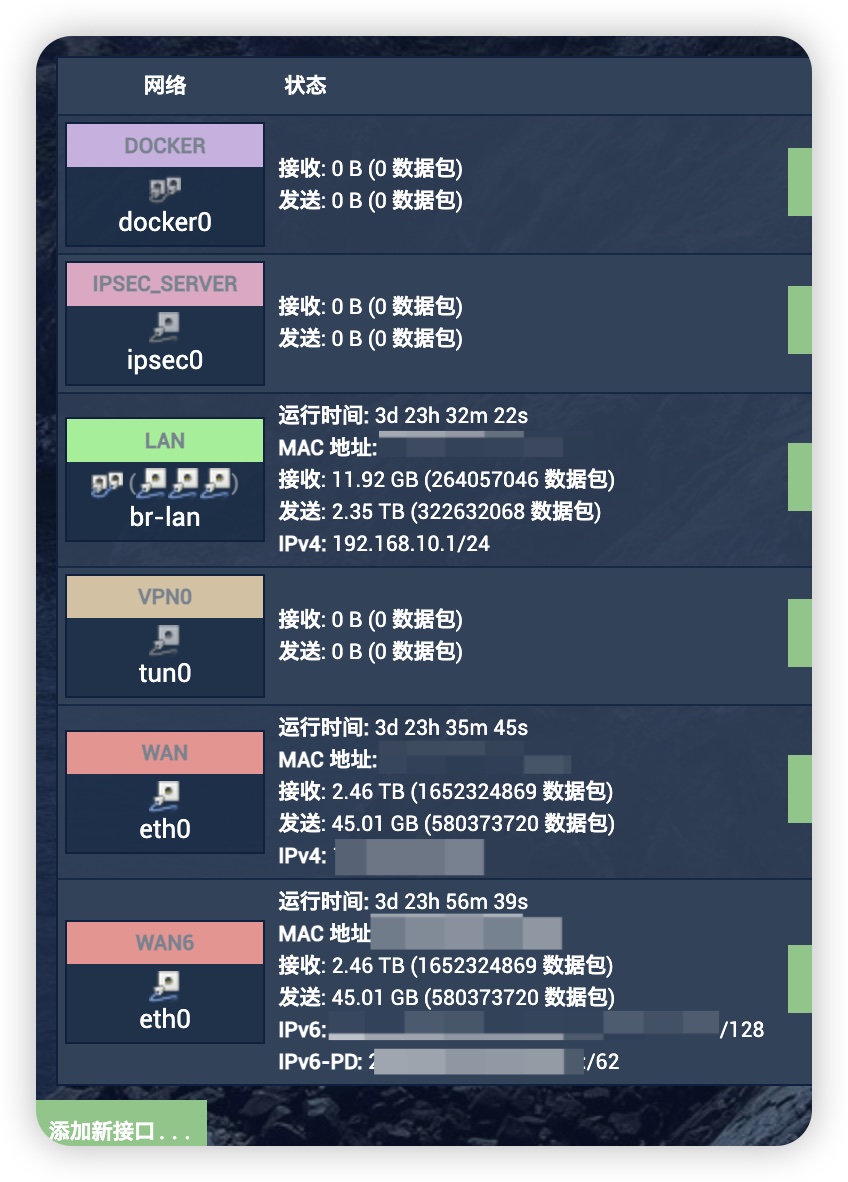 网络 状态
DOCKER
docker0
接收: 0 B (0 数据包)
发送: 0 B (0 数据包)
IPSEC_SERVER
ipsec0
接收: 0 B (0 数据包)
发送: 0 B (0 数据包)
LAN
br-lan
运行时间: 3d 23h 32m 22s
MAC 地址:
接收: 11.92 GB (264057046 数据包)
发送: 2.35 TB (322632068 数据包)
IPv4: 192.168.10.1/24
VPN0
tun0
接收: 0 B (0 数据包)
发送: 0 B (0 数据包)
WAN
eth0
运行时间: 3d 23h 35m 45s
MAC 地址:
接收: 2.46 TB (1652324869 数据包)
发送: 45.01 GB (580373720 数据包)
IPv4:
WAN6
eth0
运行时间: 3d 23h 56m 39s
MAC 地址
接收: 2.46 TB (1652324869 数据包)
发送: 45.01 GB (580373720 数据包)
IPv6: /128
IPv6-PD: 2 :/62
添加新接口...